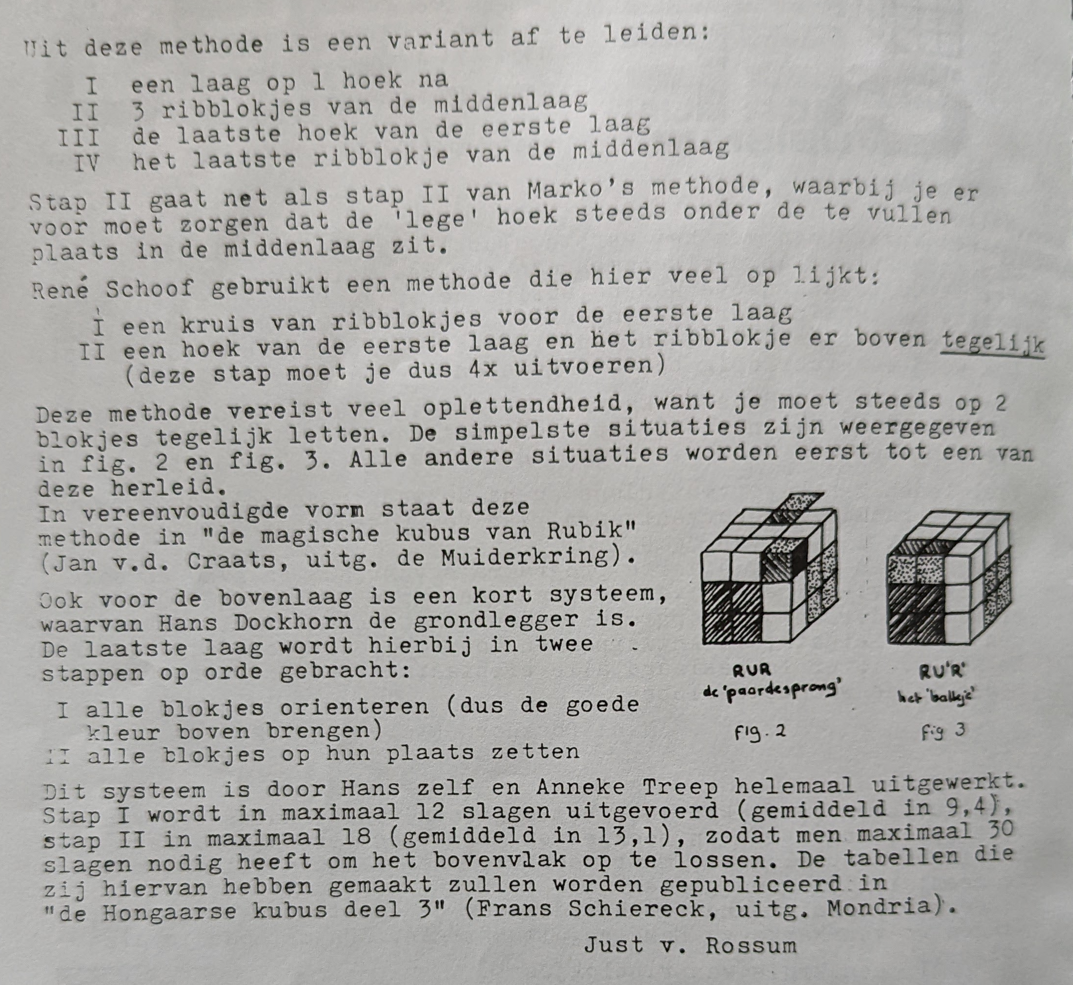 Uit deze methode is een variant af te leiden:
I een laag op 1 hoek na
II 3 ribblokjes van de middenlaag
III de laatste hoek van de eerste laag
IV het laatste ribblokje van de middenlaag
Stap II gaat net als stap II van Marko's methode, waarbij je er
voor moet zorgen dat de 'lege' hoek steeds onder de te vullen
plaats in de middenlaag zit.
René Schoof gebruikt een methode die hier veel op lijkt:
I een kruis van ribblokjes voor de eerste laag
II een hoek van de eerste laag en het ribblokje er boven tegelijk
(deze stap moet je dus 4x uitvoeren)
Deze methode vereist veel oplettendheid, want je moet steeds op 2
blokjes tegelijk letten. De simpelste situaties zijn weergegeven
in fig. 2 en fig. 3. Alle andere situaties worden eerst tot een van
deze herleid.
In vereenvoudigde vorm staat deze
methode in "de magische kubus van Rubik"
(Jan v.d. Craats, uitg. de Muiderkring).
Ook voor de bovenlaag is een kort systeem,
waarvan Hans Dockhorn de grondlegger is.
De laatste laag wordt hierbij in twee
stappen op orde gebracht:
I alle blokjes orienteren (dus de goede
kleur boven brengen)
II alle blokjes op hun plaats zetten
RUR
de 'paardesprong'
FIG. 2
RU'R'
het 'balkje'
Fig 3
Dit systeem is door Hans zelf en Anneke Treep helemaal uitgewerkt.
Stap I wordt in maximaal 12 slagen uitgevoerd (gemiddeld in 9,4),
stap II in maximaal 18 (gemiddeld in 13,1), zodat men maximaal 30
slagen nodig heeft om het bovenvlak op te lossen. De tabellen die
zij hiervan hebben gemaakt zullen worden gepubliceerd in
"de Hongaarse kubus deel 3" (Frans Schiereck, uitg. Mondria).
Just v. Rossum